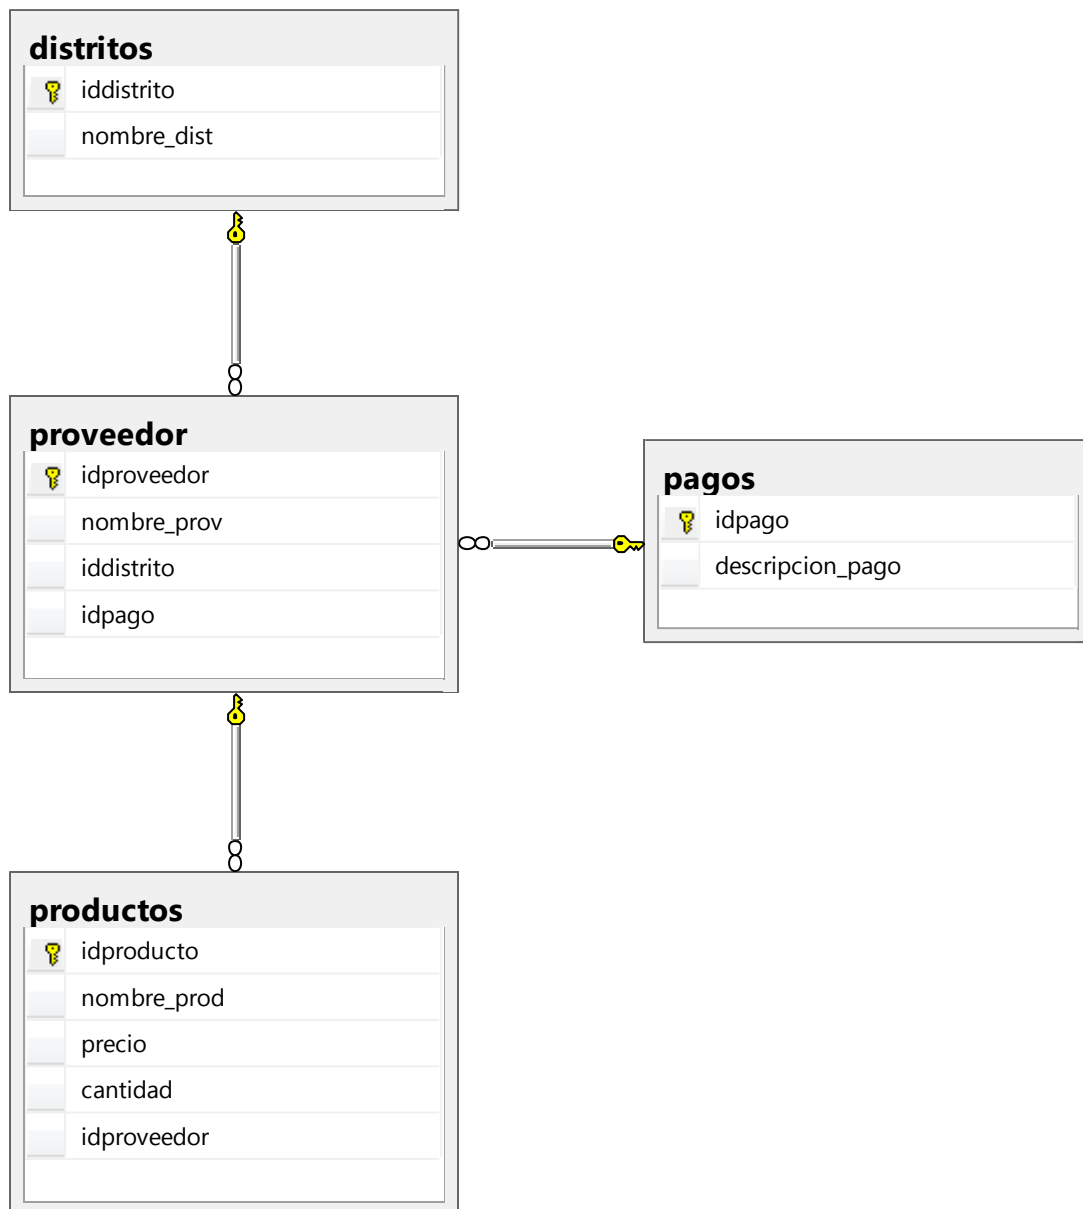 distritos
iddistrito
nombre_dist
proveedor
idproveedor
nombre_prov
iddistrito
idpago
pagos
idpago
descripcion_pago
productos
idproducto
nombre_prod
precio
cantidad
idproveedor